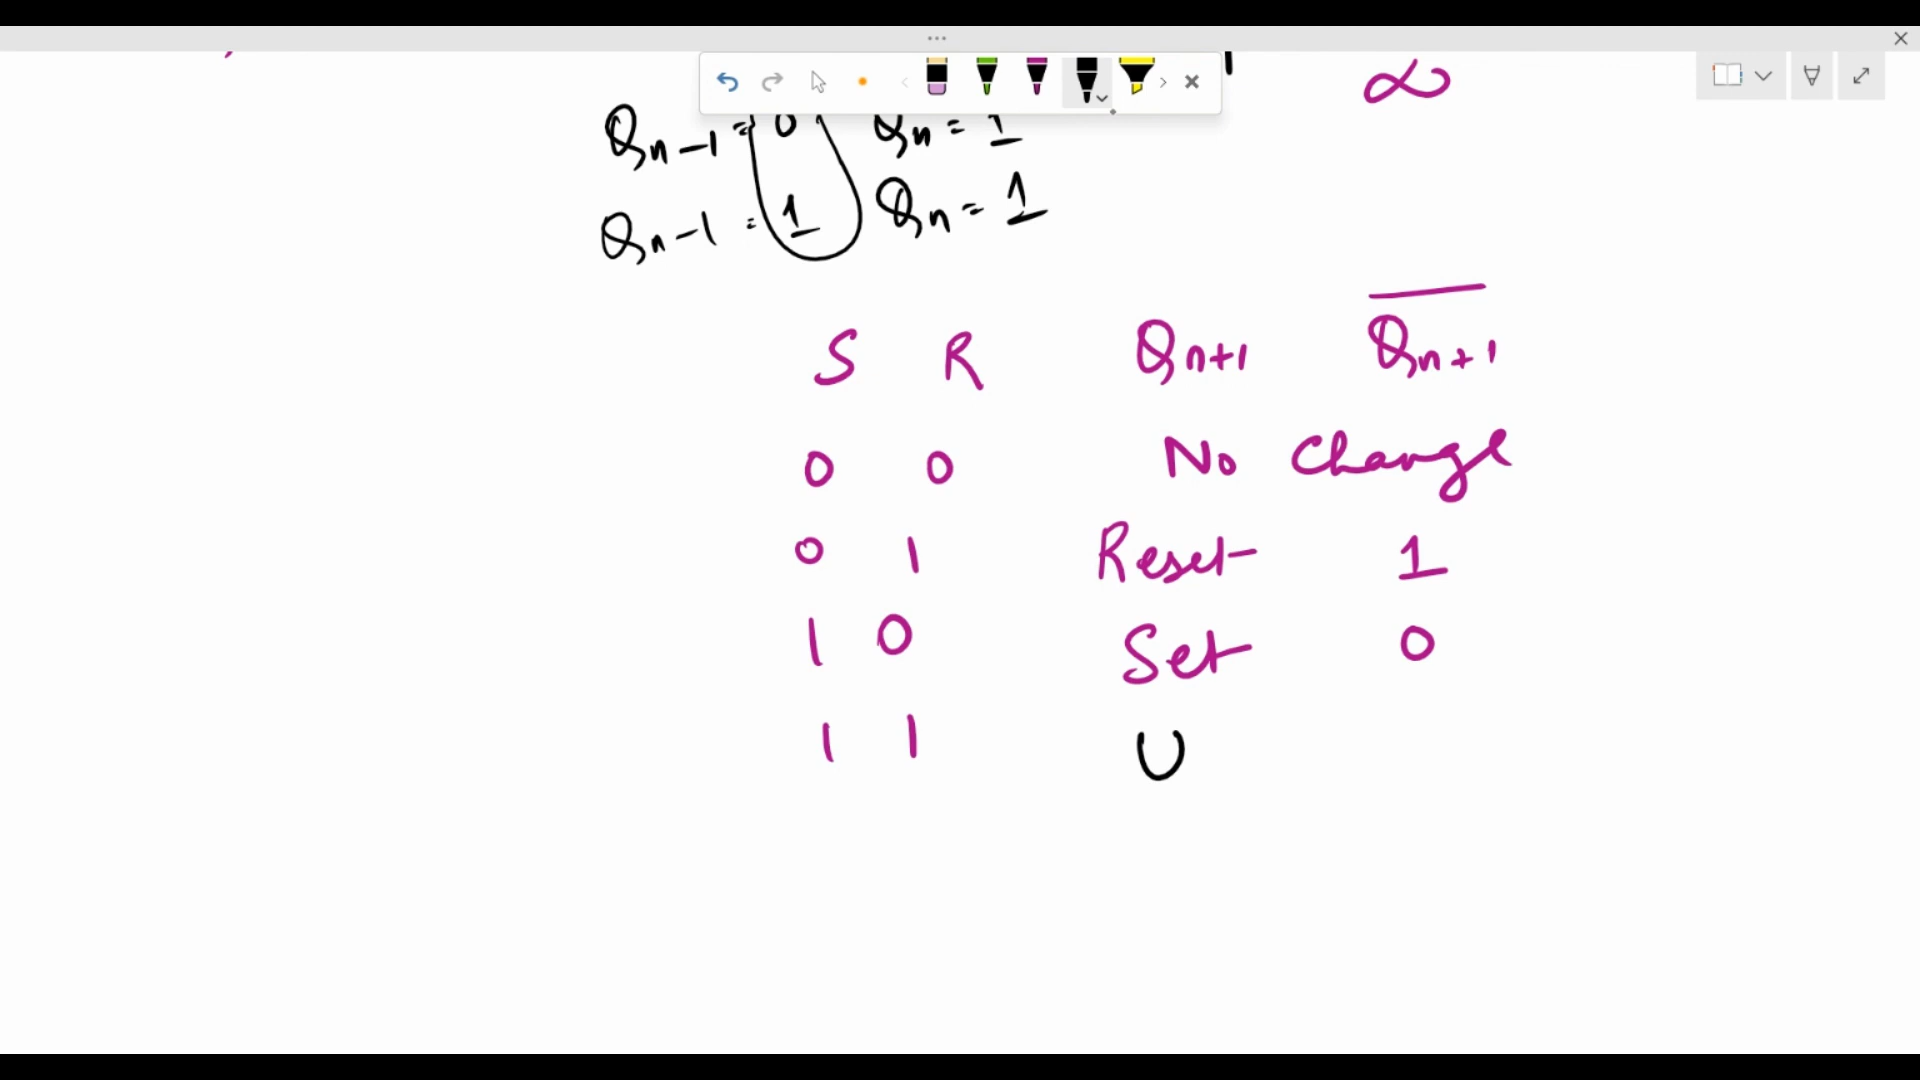 ∝
Qn-1 = 0 Qn = 1
Qn-1 = 1 Qn = 1
S R Qn+1 Q̅n+1
0 0 No Change
0 1 Reset 1
1 0 Set 0
1 1 U